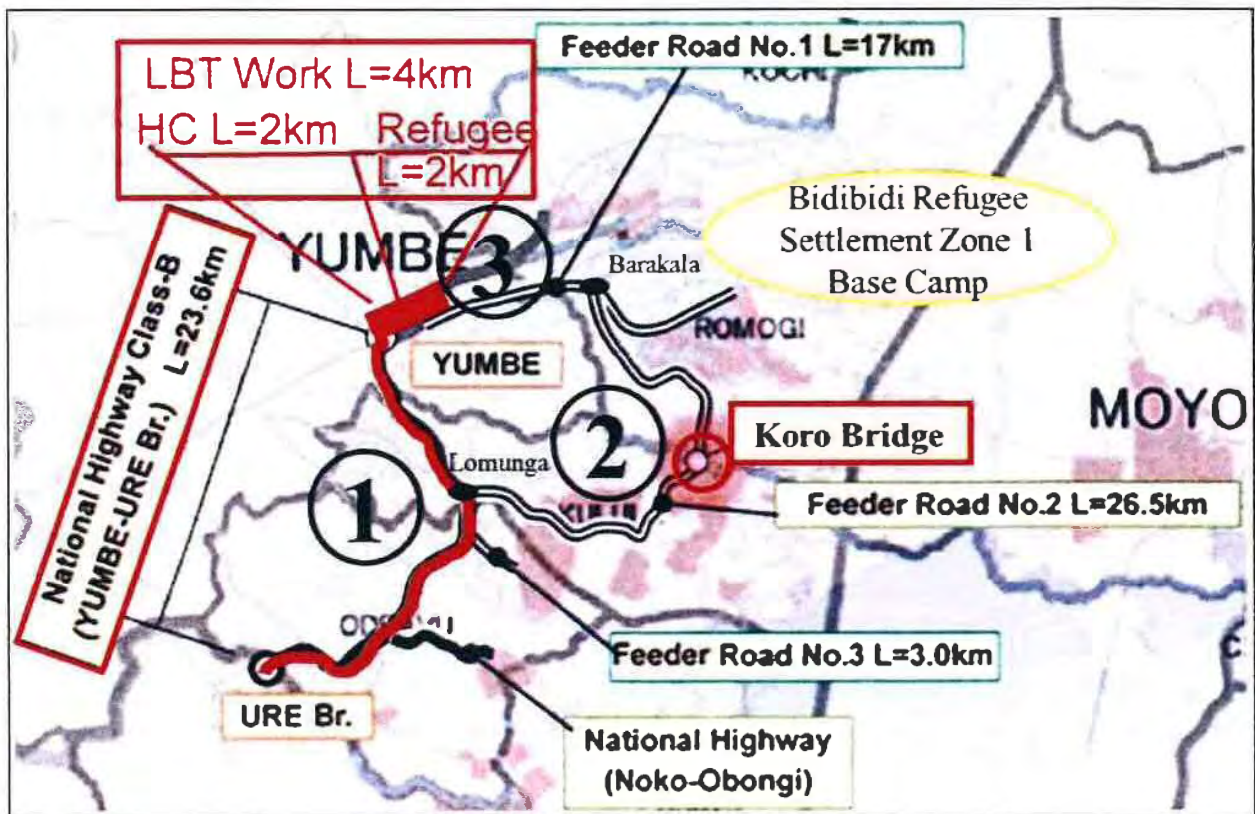 Feeder Road No.1 L=17km
KOCHI
LBT Work L=4km
HC L=2km
Refugee
L=2km
Bidibidi Refugee
Settlement Zone 1
Base Camp
YUMBE
3
Barakala
ROMOGI
National Highway Class-B
(YUMBE-URE Br.) L=23.6km
YUMBE
MOYO
2
Koro Bridge
Lomunga
1
Feeder Road No.2 L=26.5km
Feeder Road No.3 L=3.0km
URE Br.
National Highway
(Noko-Obongi)